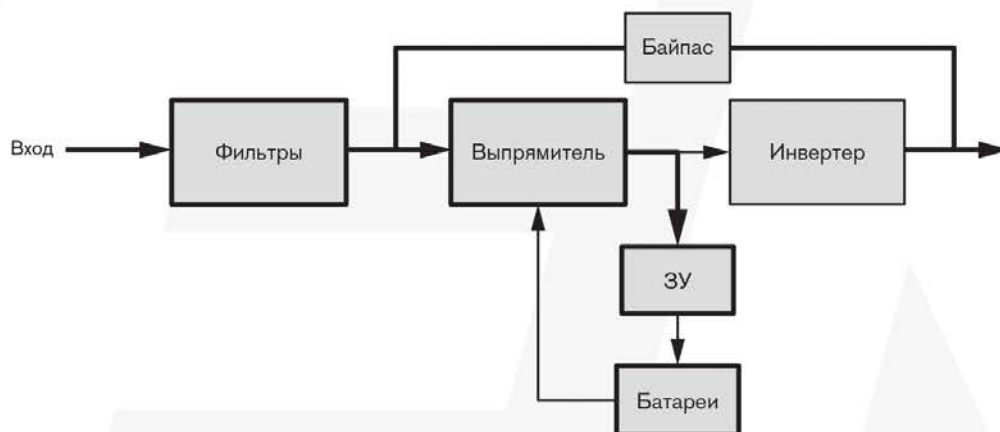 Байпас
Вход
Фильтры
Выпрямитель
Инвертер
ЗУ
Батареи